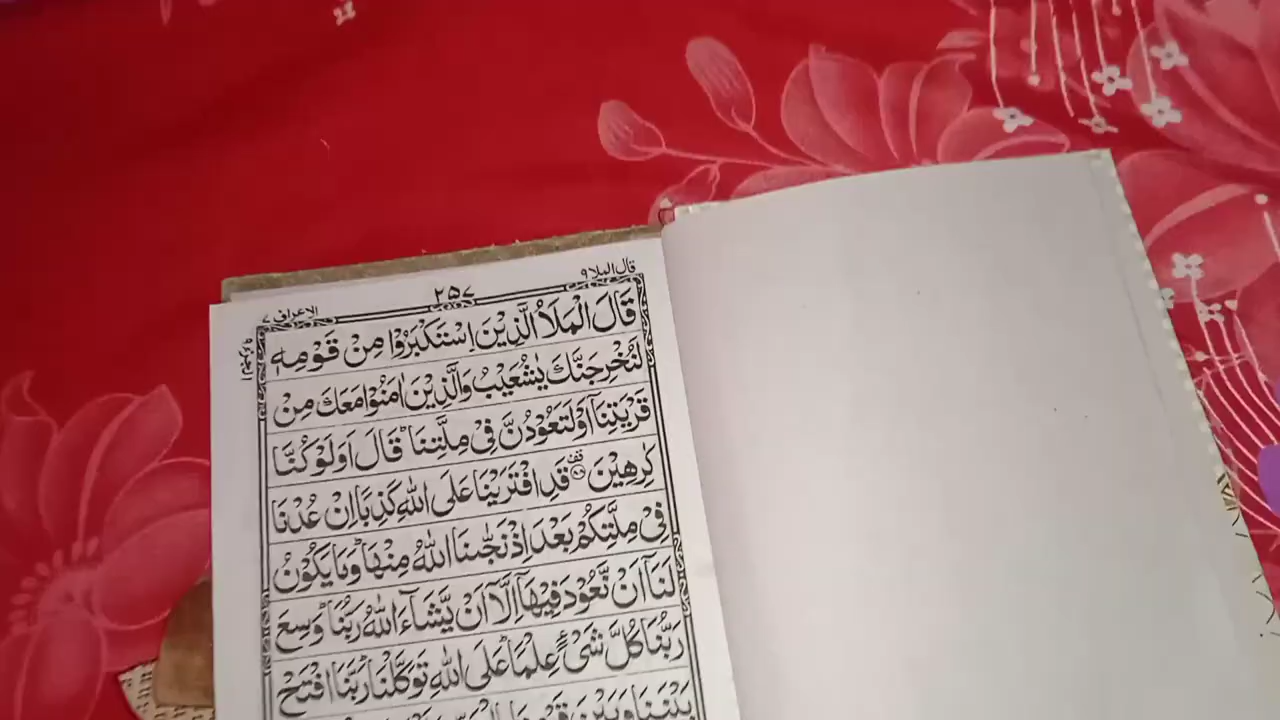 قال الملا ٩
٢٥٧
الاعراف ٧
قَالَ الْمَلَاُ الَّذِيْنَ اسْتَكْبَرُوْا مِنْ قَوْمِهٖ
لَنُخْرِجَنَّكَ يٰشُعَيْبُ وَالَّذِيْنَ اٰمَنُوْا مَعَكَ مِنْ
قَرْيَتِنَاۤ اَوْ لَتَعُوْدُنَّ فِيْ مِلَّتِنَا ؕ قَالَ اَوَلَوْ كُنَّا
كٰرِهِيْنَ ۟ۙ قَدِ افْتَرَيْنَا عَلَى اللّٰهِ كَذِبًا اِنْ عُدْنَا
فِيْ مِلَّتِكُمْ بَعْدَ اِذْ نَجّٰىنَا اللّٰهُ مِنْهَا ؕ وَمَا يَكُوْنُ
لَنَاۤ اَنْ نَّعُوْدَ فِيْهَاۤ اِلَّاۤ اَنْ يَّشَآءَ اللّٰهُ رَبُّنَا ؕ وَسِعَ
رَبُّنَا كُلَّ شَيْءٍ عِلْمًا ؕ عَلَى اللّٰهِ تَوَكَّلْنَا ؕ رَبَّنَا افْتَحْ
بَيْنَنَا وَبَيْنَ